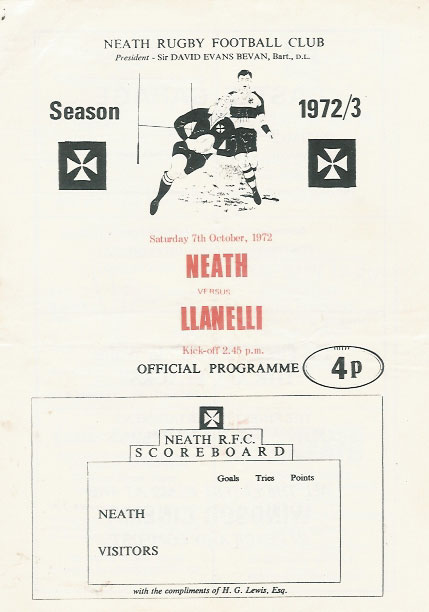 NEATH RUGBY FOOTBALL CLUB
President - Sir DAVID EVANS BEVAN, Bart., D.L.
Season 1972/3
Saturday 7th October, 1972
NEATH
VERSUS
LLANELLI
Kick-off 2.45 p.m.
OFFICIAL PROGRAMME 4p
NEATH R.F.C.
SCOREBOARD
Goals Tries Points
NEATH
VISITORS
with the compliments of H. G. Lewis, Esq.